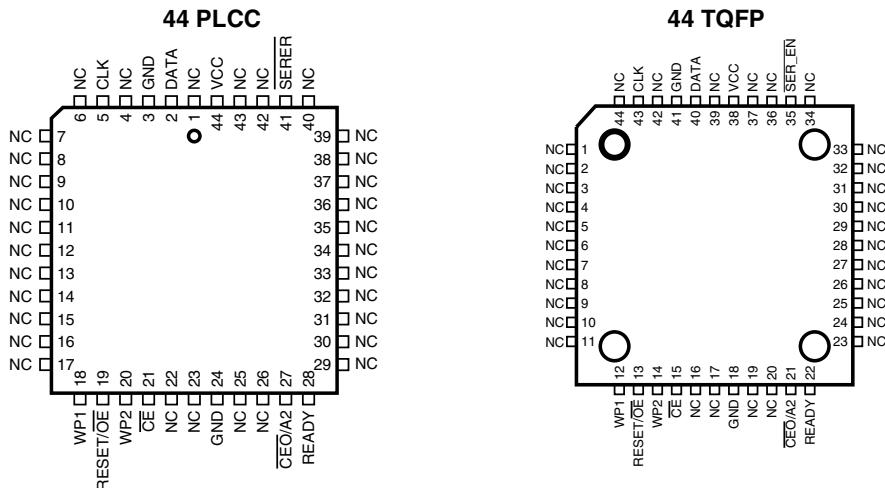 44 PLCC
NC
CLK
NC
GND
DATA
NC
VCC
NC
NC
SERER
NC
6
5
4
3
2
1
44
43
42
41
40
NC 7
NC 8
NC 9
NC 10
NC 11
NC 12
NC 13
NC 14
NC 15
NC 16
NC 17
39 NC
38 NC
37 NC
36 NC
35 NC
34 NC
33 NC
32 NC
31 NC
30 NC
29 NC
18
19
20
21
22
23
24
25
26
27
28
WP1
RESET/OE
WP2
CE
NC
NC
GND
NC
NC
CEO/A2
READY
44 TQFP
NC
CLK
NC
GND
DATA
NC
VCC
NC
NC
SER_EN
NC
44
43
42
41
40
39
38
37
36
35
34
NC 1
NC 2
NC 3
NC 4
NC 5
NC 6
NC 7
NC 8
NC 9
NC 10
NC 11
33 NC
32 NC
31 NC
30 NC
29 NC
28 NC
27 NC
26 NC
25 NC
24 NC
23 NC
12
13
14
15
16
17
18
19
20
21
22
WP1
RESET/OE
WP2
CE
NC
NC
GND
NC
NC
CEO/A2
READY